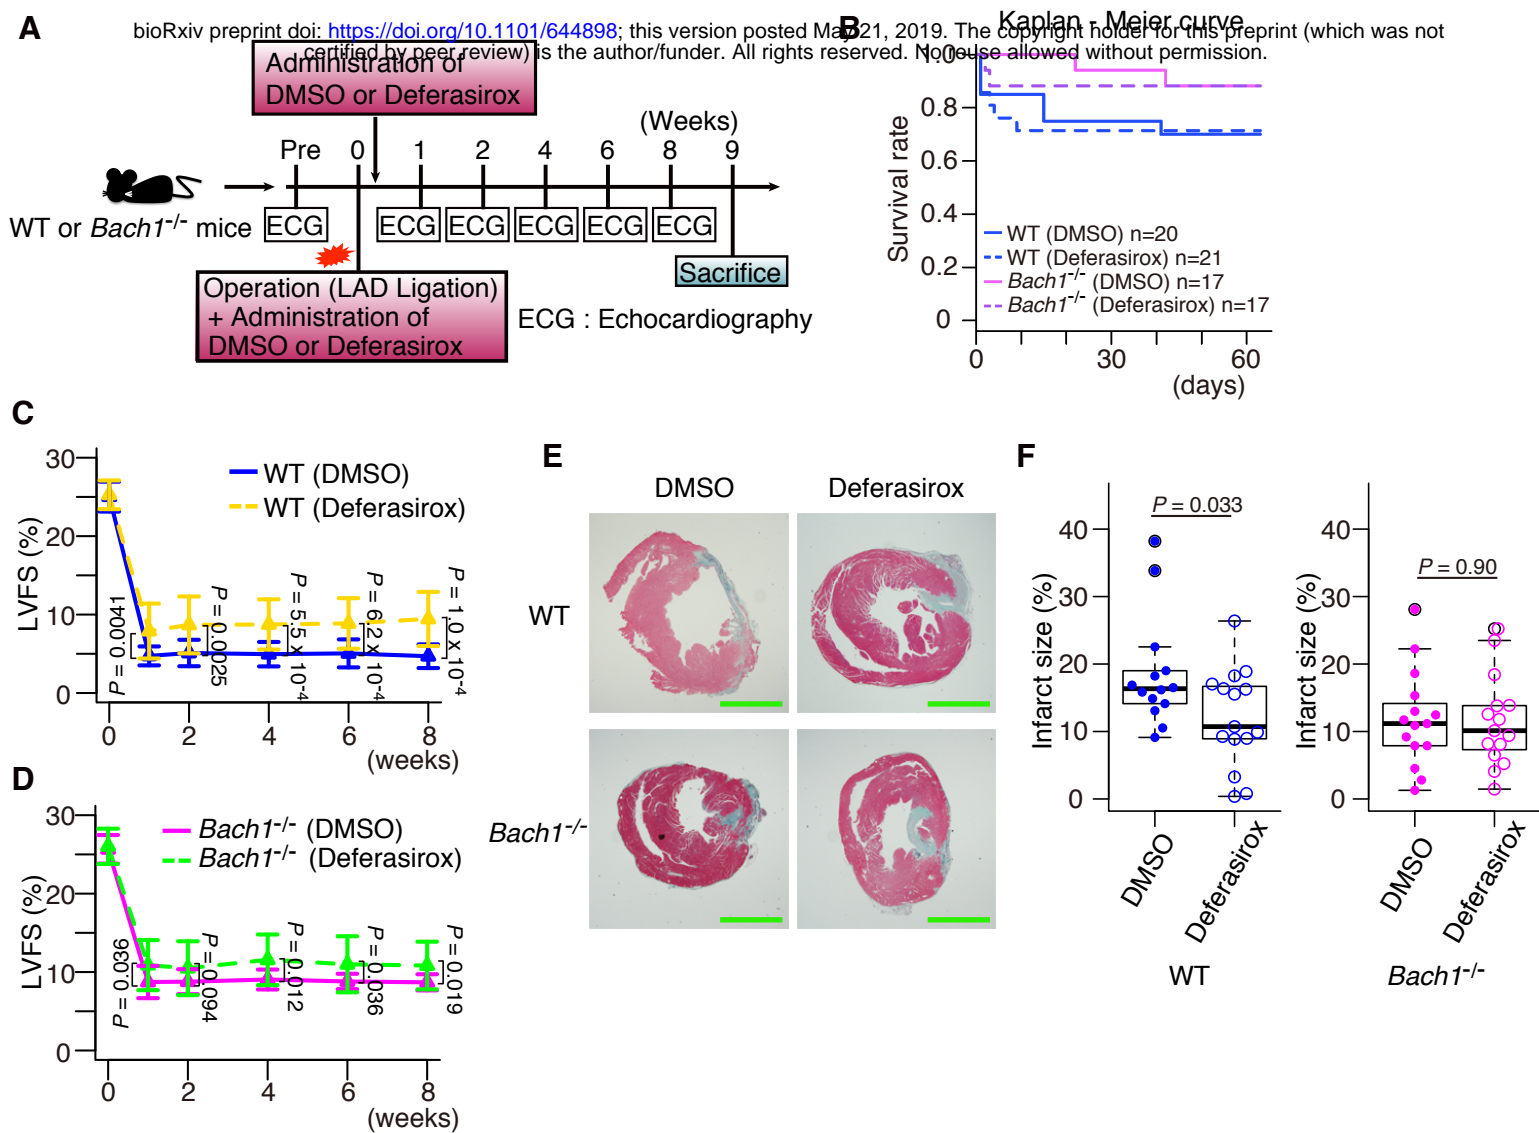 bioRxiv preprint doi: https://doi.org/10.1101/644898; this version posted May 21, 2019. The copyright holder for this preprint (which was not
certified by peer review) is the author/funder. All rights reserved. No reuse allowed without permission.
A
Administration of
DMSO or Deferasirox
(Weeks)
Pre 0 1 2 4 6 8 9
WT or Bach1-/- mice
ECG ECG ECG ECG ECG ECG
Sacrifice
Operation (LAD Ligation)
+ Administration of
DMSO or Deferasirox
ECG : Echocardiography
B
Kaplan - Meier curve
Survival rate
1.0
0.8
0.6
0.4
0.2
0
WT (DMSO) n=20
WT (Deferasirox) n=21
Bach1-/- (DMSO) n=17
Bach1-/- (Deferasirox) n=17
0 30 60
(days)
C
LVFS (%)
30
20
10
0
WT (DMSO)
WT (Deferasirox)
P = 0.0041
P = 0.0025
P = 5.5 x 10-4
P = 6.2 x 10-4
P = 1.0 x 10-4
0 2 4 6 8
(weeks)
D
LVFS (%)
30
20
10
0
Bach1-/- (DMSO)
Bach1-/- (Deferasirox)
P = 0.036
P = 0.094
P = 0.012
P = 0.036
P = 0.019
0 2 4 6 8
(weeks)
E
DMSO Deferasirox
WT
Bach1-/-
F
Infarct size (%)
40
30
20
10
0
P = 0.033
DMSO
Deferasirox
WT
Infarct size (%)
40
30
20
10
0
P = 0.90
DMSO
Deferasirox
Bach1-/-